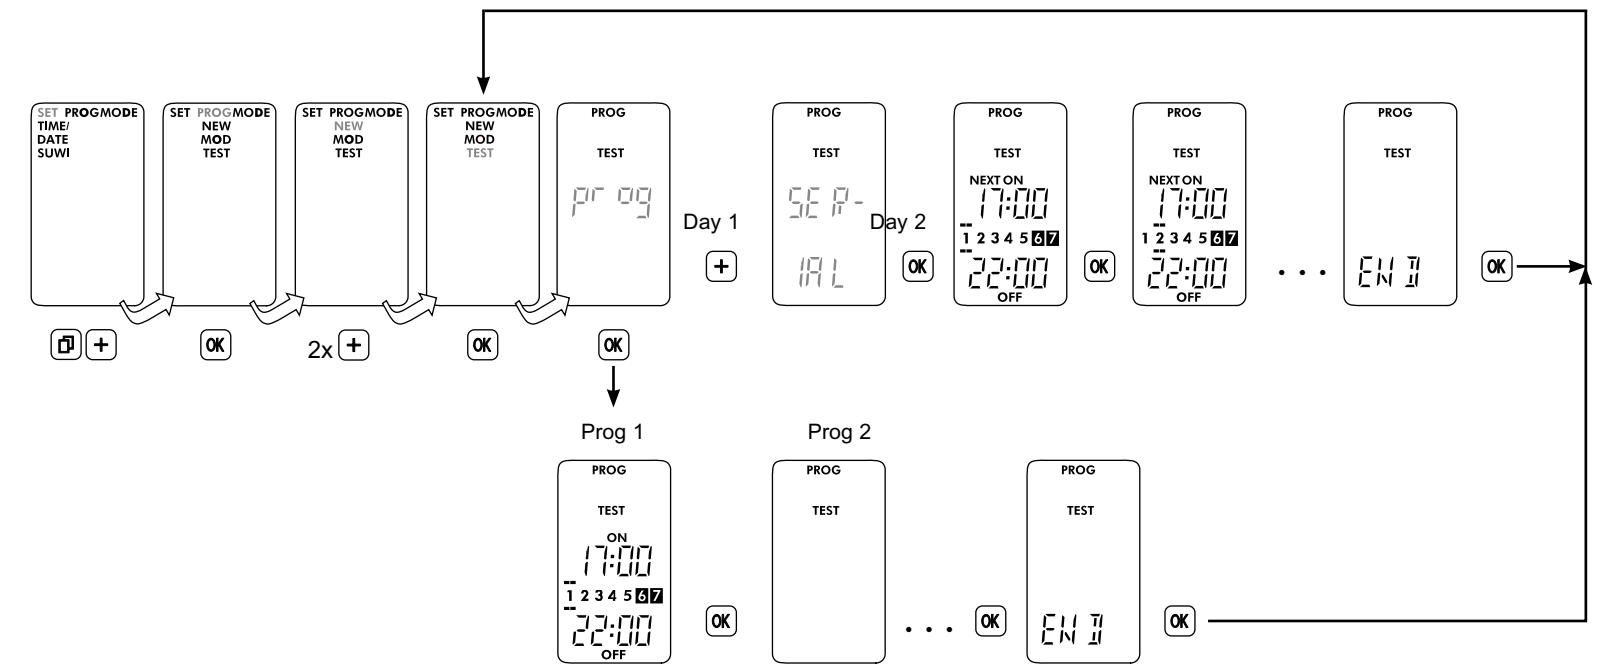 SET PROGMODE
TIME/
DATE
SUWI
SET PROGMODE
NEW
MOD
TEST
SET PROGMODE
NEW
MOD
TEST
SET PROGMODE
NEW
MOD
TEST
PROG
TEST
Prog
Day 1
+
PROG
TEST
SER-
IAL
Day 2
OK
PROG
TEST
NEXT ON
17:00
1 2 3 4 5 6 7
22:00
OFF
OK
PROG
TEST
NEXT ON
17:00
1 2 3 4 5 6 7
22:00
OFF
...
PROG
TEST
END
OK
+
OK
2x +
OK
OK
Prog 1
Prog 2
PROG
TEST
ON
17:00
1 2 3 4 5 6 7
22:00
OFF
OK
PROG
TEST
...
OK
PROG
TEST
END
OK